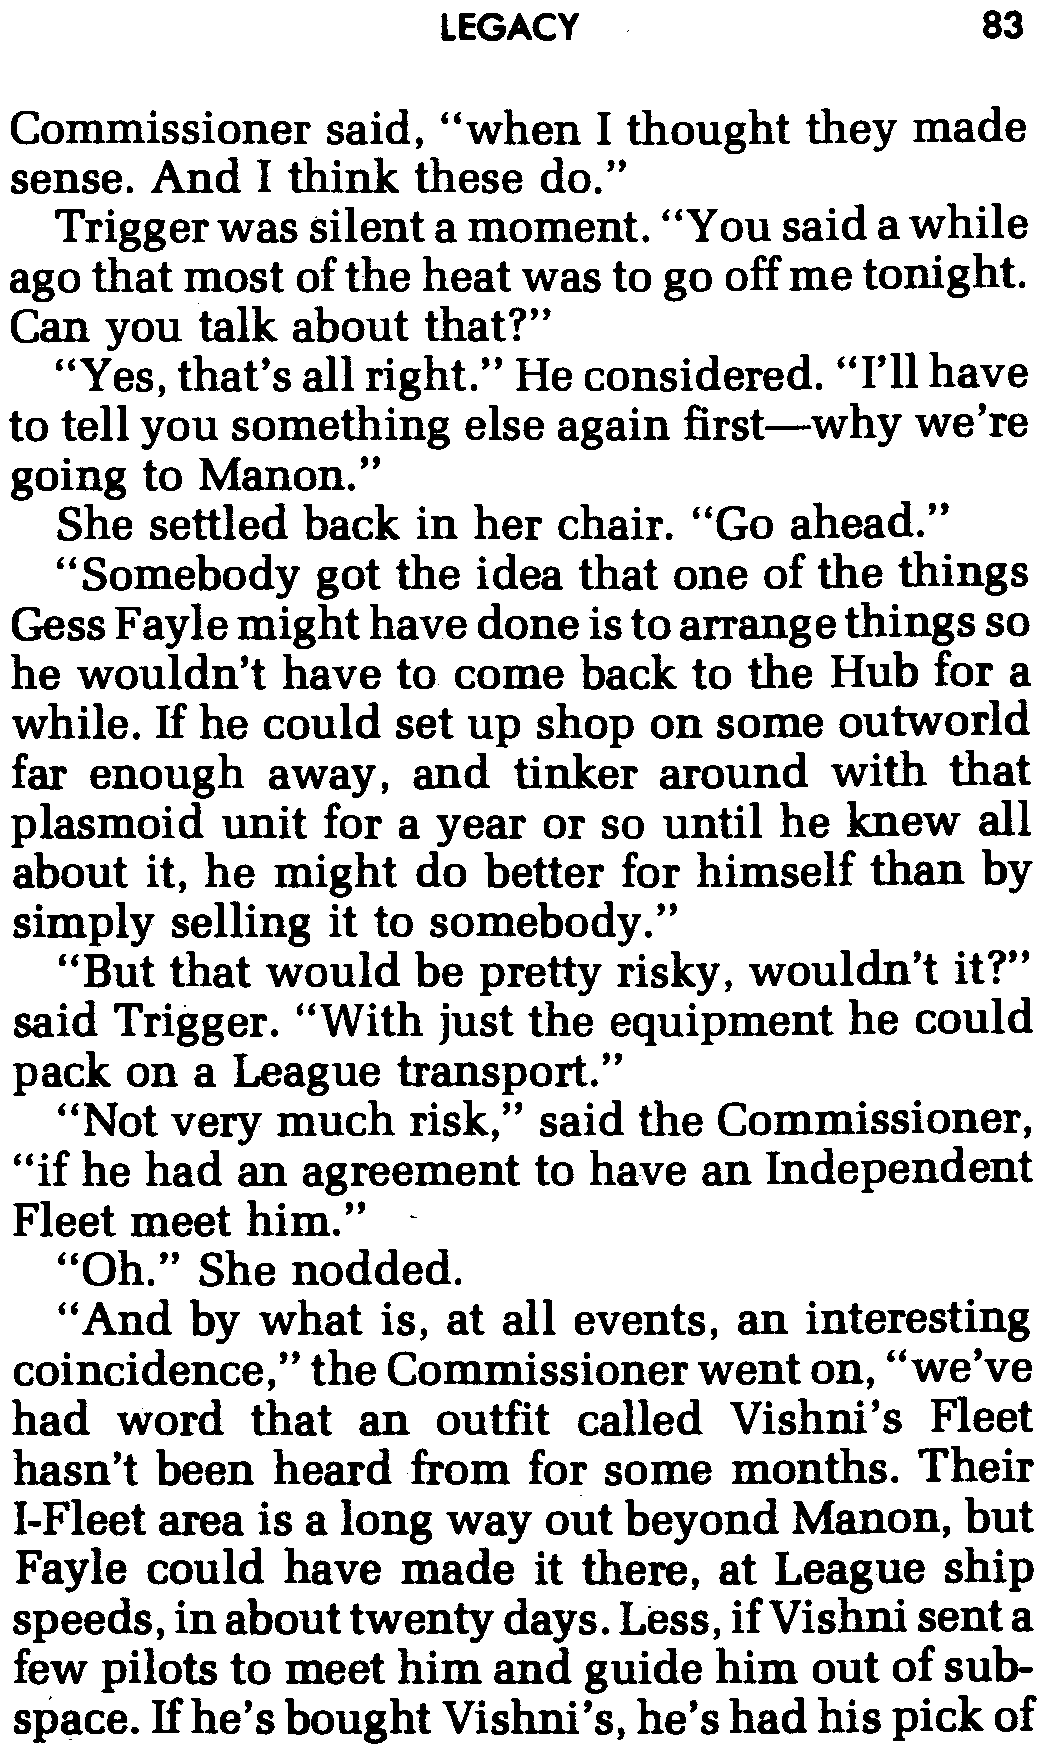 LEGACY 83
Commissioner said, “when I thought they made
sense. And I think these do.”
Trigger was silent a moment. “You said a while
ago that most of the heat was to go off me tonight.
Can you talk about that?”
“Yes, that’s all right.” He considered. “I’ll have
to tell you something else again first—why we’re
going to Manon.”
She settled back in her chair. “Go ahead.”
“Somebody got the idea that one of the things
Gess Fayle might have done is to arrange things so
he wouldn’t have to come back to the Hub for a
while. If he could set up shop on some outworld
far enough away, and tinker around with that
plasmoid unit for a year or so until he knew all
about it, he might do better for himself than by
simply selling it to somebody.”
“But that would be pretty risky, wouldn’t it?”
said Trigger. “With just the equipment he could
pack on a League transport.”
“Not very much risk,” said the Commissioner,
“if he had an agreement to have an Independent
Fleet meet him.”
“Oh.” She nodded.
“And by what is, at all events, an interesting
coincidence,” the Commissioner went on, “we’ve
had word that an outfit called Vishni’s Fleet
hasn’t been heard from for some months. Their
I-Fleet area is a long way out beyond Manon, but
Fayle could have made it there, at League ship
speeds, in about twenty days. Less, if Vishni sent a
few pilots to meet him and guide him out of sub-
space. If he’s bought Vishni’s, he’s had his pick of